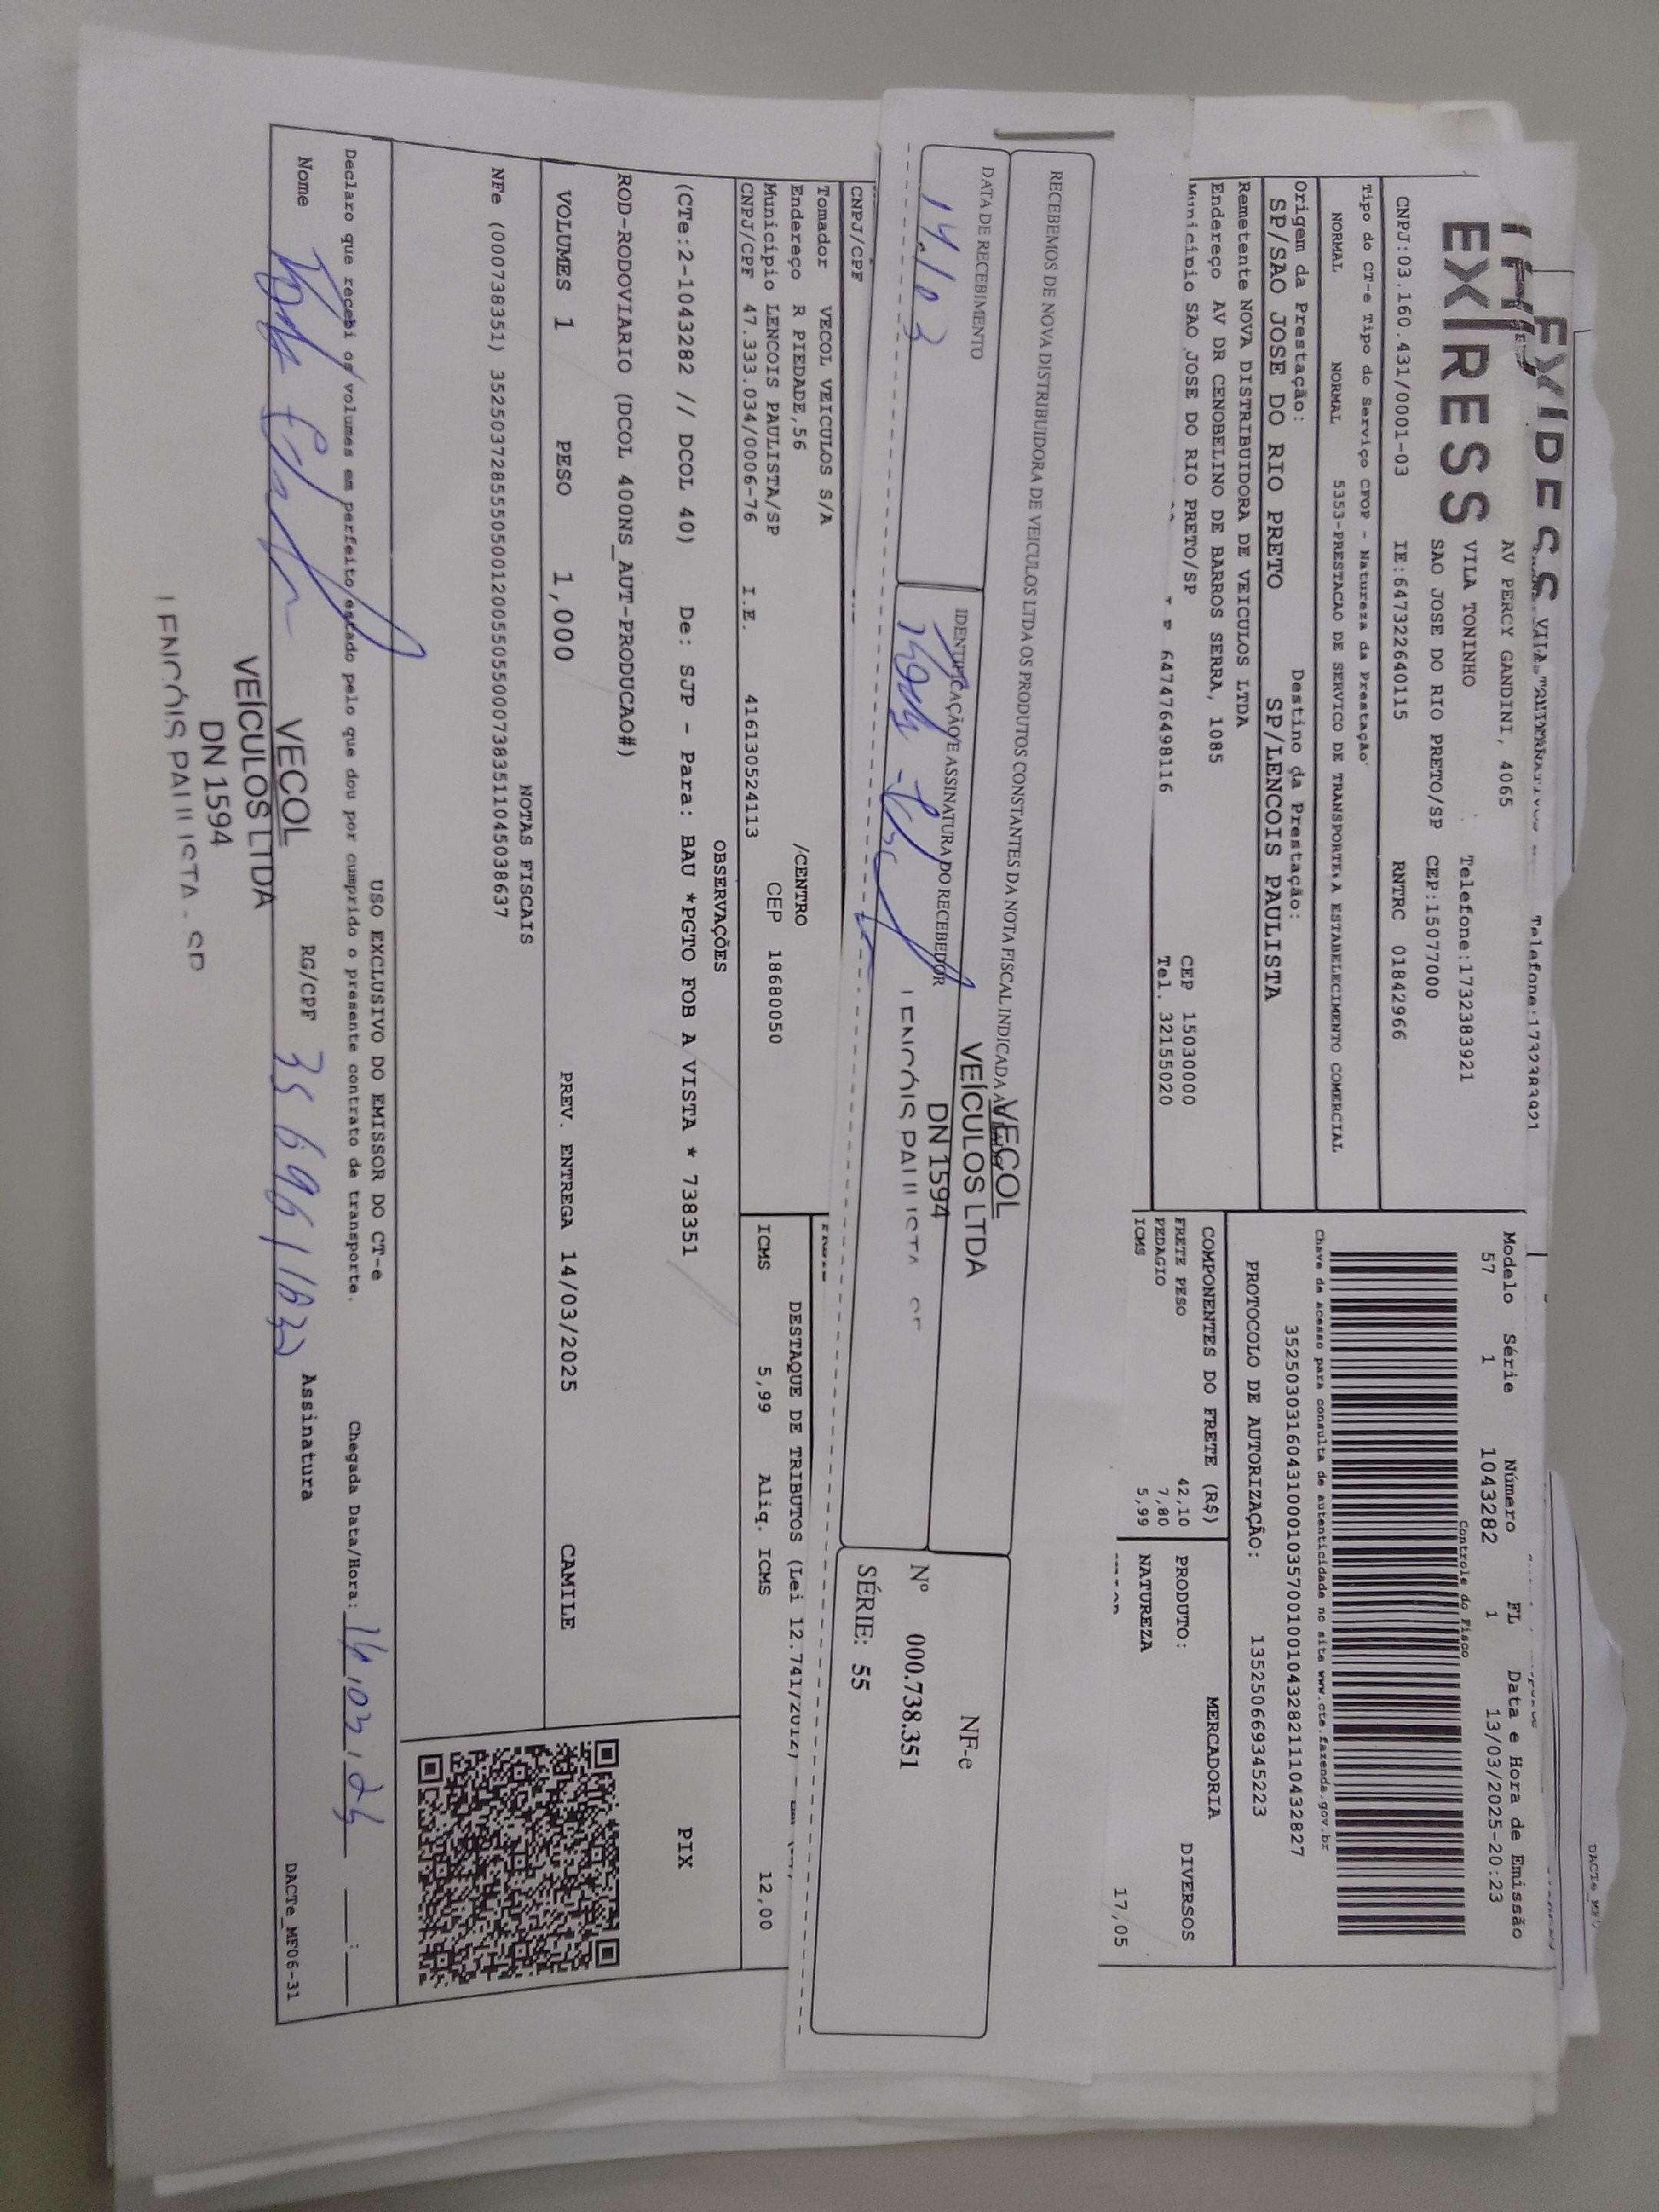 EXPRESS
AV PERCY GANDINI, 4065
VILA TONINHO Telefone:1732383921
SAO JOSE DO RIO PRETO/SP CEP:15077000
CNPJ:03.160.431/0001-03 IE:647322640115 RNTRC 01842966
Modelo Série Número FL Data e Hora de Emissão
57 1 1043282 1 13/03/2025-20:23
Controle do Fisco
Chave de acesso para consulta de autenticidade no site www.cte.fazenda.gov.br
Tipo do CT-e Tipo do Serviço CFOP - Natureza da Prestação
NORMAL NORMAL 5353-PRESTACAO DE SERVICO DE TRANSPORTE A ESTABELECIMENTO COMERCIAL
PROTOCOLO DE AUTORIZAÇÃO: 135250669345223
Origem da Prestação: Destino da Prestação:
SP/SAO JOSE DO RIO PRETO SP/LENCOIS PAULISTA
Remetente NOVA DISTRIBUIDORA DE VEICULOS LTDA
Endereço AV DR CENOBELINO DE BARROS SERRA, 1085
Município SAO JOSE DO RIO PRETO/SP CEP 15030000
647476498116 Tel. 32155020
COMPONENTES DO FRETE (R$)
FRETE PESO 42,10
PEDAGIO 7,80
ICMS 5,99
MERCADORIA
PRODUTO: DIVERSOS
NATUREZA
17,05
RECEBEMOS DE NOVA DISTRIBUIDORA DE VEICULOS LTDA OS PRODUTOS CONSTANTES DA NOTA FISCAL INDICADA
DATA DE RECEBIMENTO
14/03
IDENTIFICAÇÃO E ASSINATURA DO RECEBEDOR
VECOL
VEÍCULOS LTDA
DN 1594
NF-e
Nº 000.738.351
SÉRIE: 55
CNPJ/CPF
Tomador VECOL VEICULOS S/A
Endereço R PIEDADE,56 /CENTRO
Município LENCOIS PAULISTA/SP CEP 18680050
CNPJ/CPF 47.333.034/0006-76 I.E. 416130524113
DESTAQUE DE TRIBUTOS (Lei 12.741/2012)
ICMS 5,99 Aliq. ICMS 12,00
OBSERVAÇÕES
(CTe:2-1043282 // DCOL 40) De: SJP - Para: BAU *PGTO FOB A VISTA * 738351
PIX
ROD-RODOVIARIO (DCOL 400NS_AUT-PRODUCAO#)
VOLUMES 1 PESO 1,000 PREV. ENTREGA 14/03/2025 CAMILE
NOTAS FISCAIS
NFe (000738351) 35250372855505001200550550007383511045038637
USO EXCLUSIVO DO EMISSOR DO CT-e
Declaro que recebi os volumes em perfeito estado pelo que dou por cumprido o presente contrato de transporte. Chegada Data/Hora:
Nome RG/CPF Assinatura
DACTe_MF06-31
VECOL
VEÍCULOS LTDA
DN 1594
LENÇÓIS PAULISTA - SP